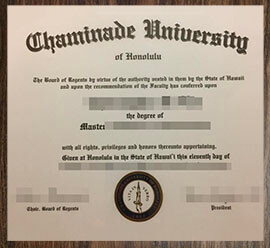 Chaminade University
of Honolulu
The Board of Regents by virtue of the authority vested in them by the State of Hawaii
and upon the recommendation of the Faculty has conferred upon
the degree of
Master
with all rights, privileges and honors thereunto appertaining.
Given at Honolulu in the State of Hawai'i this eleventh day of
Chair, Board of Regents
President